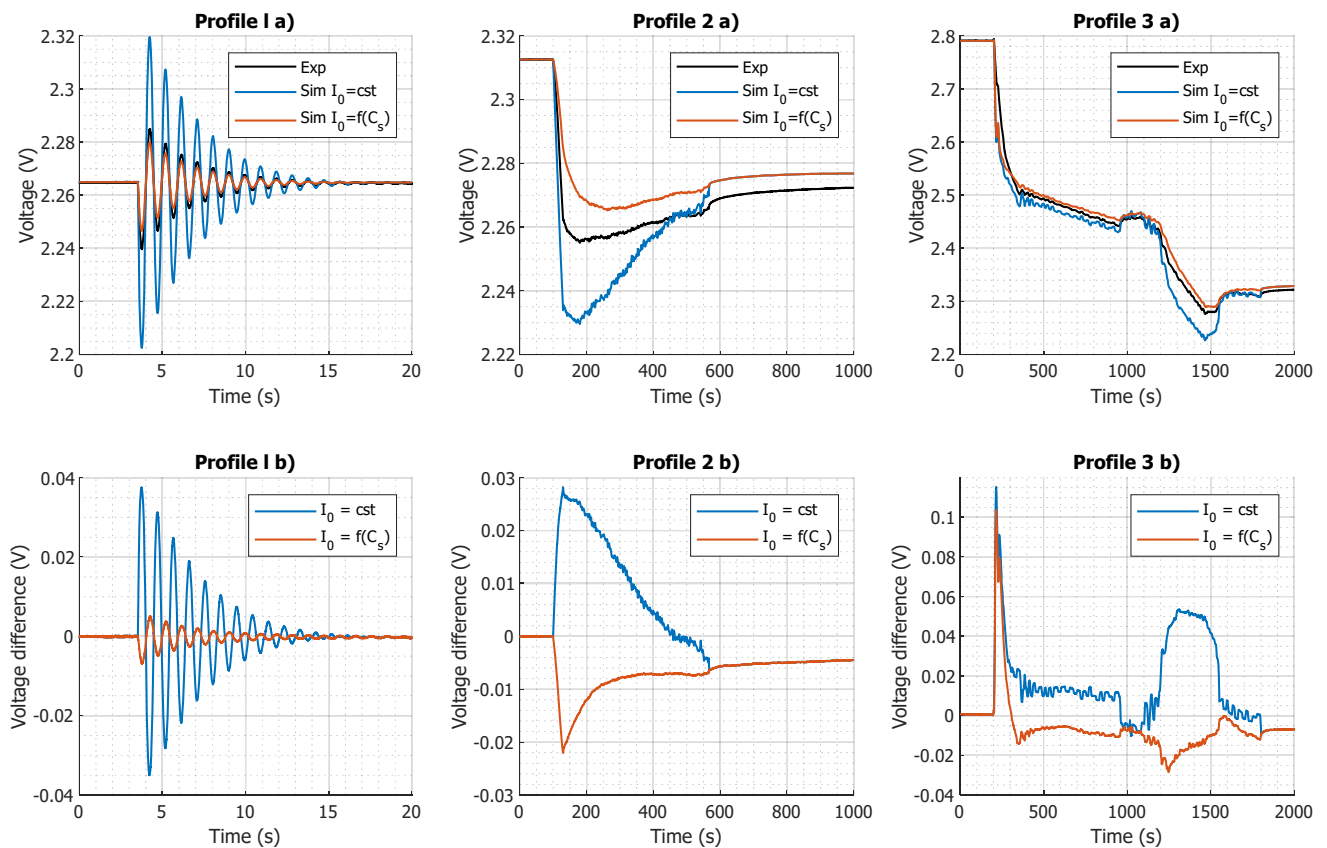 Profile I a)
2.32
2.3
2.28
2.26
2.24
2.22
2.2
0
5
10
15
20
Voltage (V)
Time (s)
Exp
Sim I0=cst
Sim I0=f(Cs)
Profile 2 a)
2.32
2.3
2.28
2.26
2.24
2.22
0
200
400
600
800
1000
Voltage (V)
Time (s)
Exp
Sim I0=cst
Sim I0=f(Cs)
Profile 3 a)
2.8
2.7
2.6
2.5
2.4
2.3
2.2
0
500
1000
1500
2000
Voltage (V)
Time (s)
Exp
Sim I0=cst
Sim I0=f(Cs)
Profile I b)
0.04
0.02
0
-0.02
-0.04
0
5
10
15
20
Voltage difference (V)
Time (s)
I0 = cst
I0 = f(Cs)
Profile 2 b)
0.03
0.02
0.01
0
-0.01
-0.02
-0.03
0
200
400
600
800
1000
Voltage difference (V)
Time (s)
I0 = cst
I0 = f(Cs)
Profile 3 b)
0.1
0.08
0.06
0.04
0.02
0
-0.02
-0.04
0
500
1000
1500
2000
Voltage difference (V)
Time (s)
I0 = cst
I0 = f(Cs)